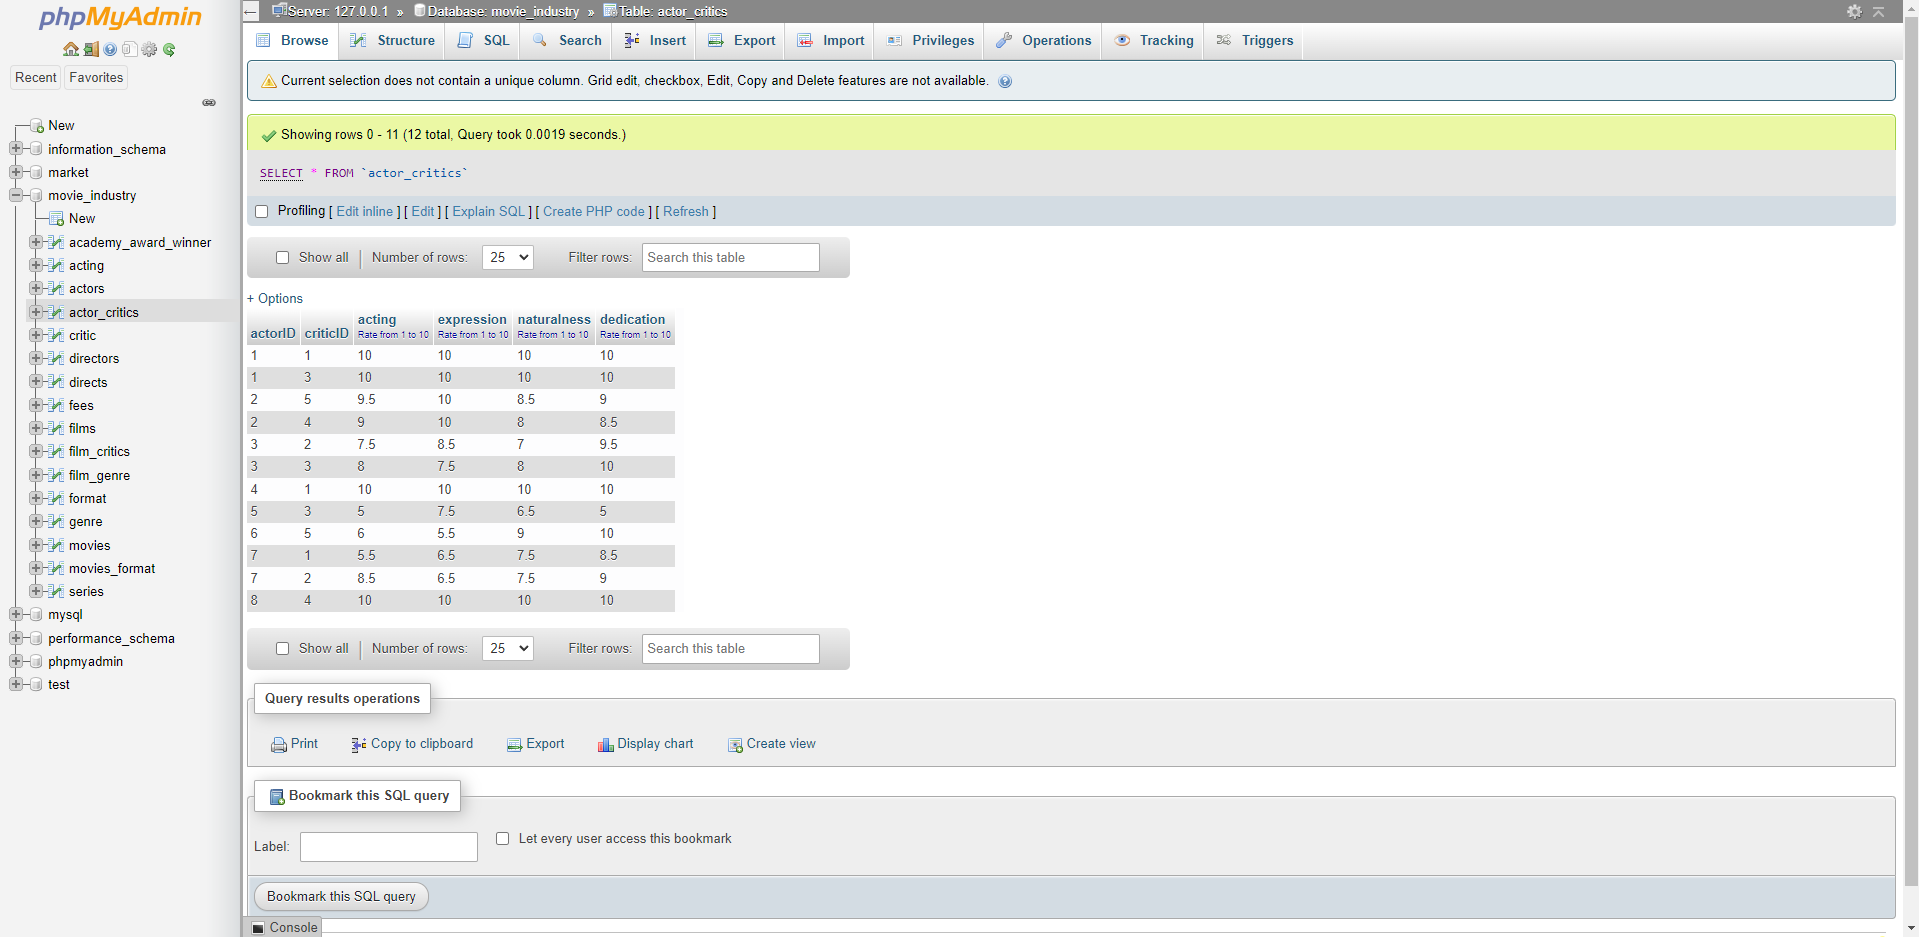 phpMyAdmin
Recent Favorites
New
information_schema
market
movie_industry
New
academy_award_winner
acting
actors
actor_critics
critic
directors
directs
fees
films
film_critics
film_genre
format
genre
movies
movies_format
series
mysql
performance_schema
phpmyadmin
test
Server: 127.0.0.1 » Database: movie_industry » Table: actor_critics
Browse Structure SQL Search Insert Export Import Privileges Operations Tracking Triggers
Current selection does not contain a unique column. Grid edit, checkbox, Edit, Copy and Delete features are not available.
Showing rows 0 - 11 (12 total, Query took 0.0019 seconds.)
SELECT * FROM `actor_critics`
Profiling [ Edit inline ] [ Edit ] [ Explain SQL ] [ Create PHP code ] [ Refresh ]
Show all | Number of rows: 25 Filter rows: Search this table
+ Options
actorID criticID acting expression naturalness dedication
Rate from 1 to 10 Rate from 1 to 10 Rate from 1 to 10 Rate from 1 to 10
1 1 10 10 10 10
1 3 10 10 10 10
2 5 9.5 10 8.5 9
2 4 9 10 8 8.5
3 2 7.5 8.5 7 9.5
3 3 8 7.5 8 10
4 1 10 10 10 10
5 3 5 7.5 6.5 5
6 5 6 5.5 9 10
7 1 5.5 6.5 7.5 8.5
7 2 8.5 6.5 7.5 9
8 4 10 10 10 10
Show all | Number of rows: 25 Filter rows: Search this table
Query results operations
Print Copy to clipboard Export Display chart Create view
Bookmark this SQL query
Label: Let every user access this bookmark
Bookmark this SQL query
Console